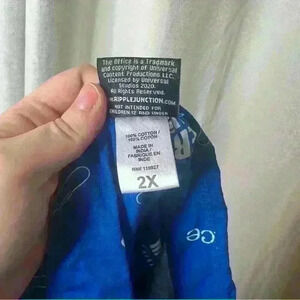 The Office is a Trademark
and copyright of Universal
Content Productions LLC.
Licensed by Universal
Studios 2020.
All Rights Reserved.
RIPPLEJUNCTION.COM
NOT INTENDED FOR
CHILDREN 12 AND UNDER
100% COTTON /
100% COTON
MADE IN
INDIA /
FABRIQUÉ EN
INDE
2X
ce